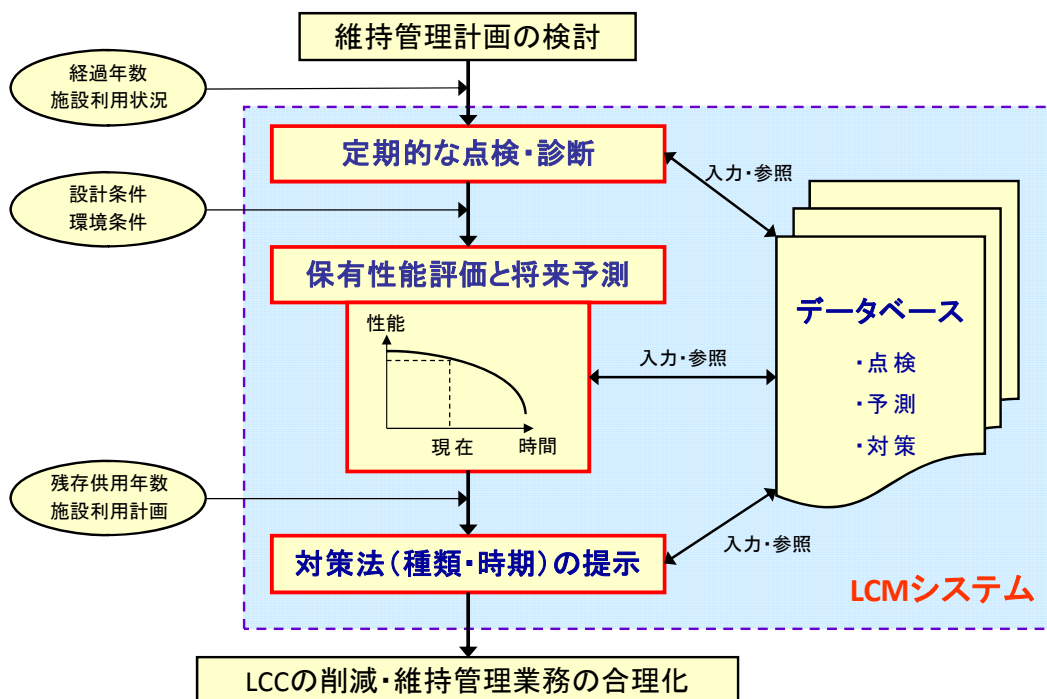 維持管理計画の検討
経過年数
施設利用状況
定期的な点検・診断
入力・参照
設計条件
環境条件
保有性能評価と将来予測
性能
現在
時間
入力・参照
データベース
・点検
・予測
・対策
残存供用年数
施設利用計画
対策法(種類・時期)の提示
入力・参照
LCMシステム
LCCの削減・維持管理業務の合理化